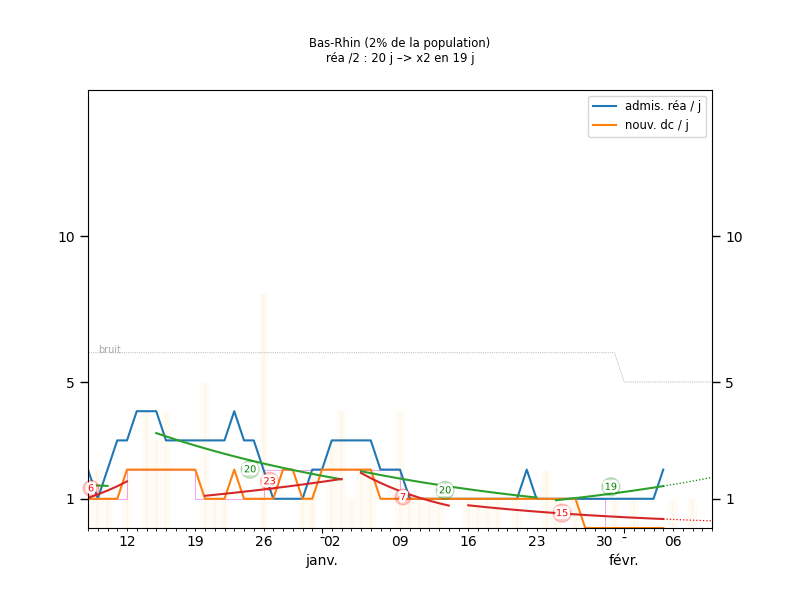 Bas-Rhin (2% de la population)
réa /2 : 20 j –> x2 en 19 j
admis. réa / j
nouv. dc / j
10 10
bruit
5 5
20
23
6
20
19
7
15
1 1
12 19 26 02 09 16 23 30 06
janv. févr.